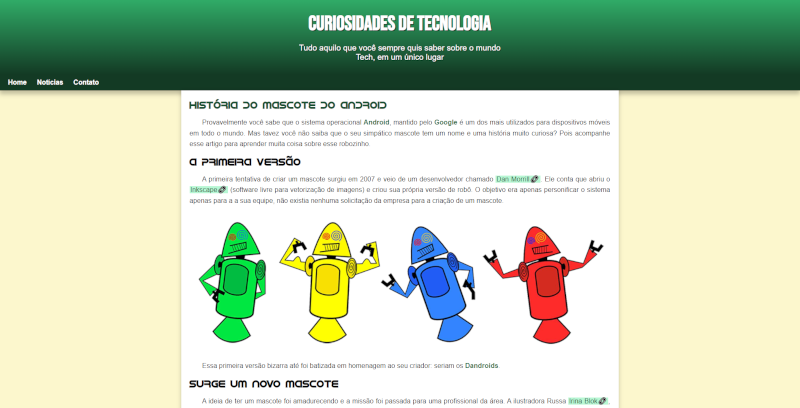 CURIOSIDADES DE TECNOLOGIA
Tudo aquilo que você sempre quis saber sobre o mundo
Tech, em um único lugar
Home Notícias Contato
História do Mascote do Android
Provavelmente você sabe que o sistema operacional Android, mantido pelo Google é um dos mais utilizados para dispositivos móveis
em todo o mundo. Mas tavez você não saiba que o seu simpático mascote tem um nome e uma história muito curiosa? Pois acompanhe
esse artigo para aprender muita coisa sobre esse robozinho.
A primeira versão
A primeira tentativa de criar um mascote surgiu em 2007 e veio de um desenvolvedor chamado Dan Morrill. Ele conta que abriu o
Inkscape (software livre para vetorização de imagens) e criou sua própria versão de robô. O objetivo era apenas personificar o sistema
apenas para a a sua equipe, não existia nenhuma solicitação da empresa para a criação de um mascote.
Essa primeira versão bizarra até foi batizada em homenagem ao seu criador: seriam os Dandroids.
Surge um novo mascote
A ideia de ter um mascote foi amadurecendo e a missão foi passada para uma profissional da área. A ilustradora Russa Irina Blok,